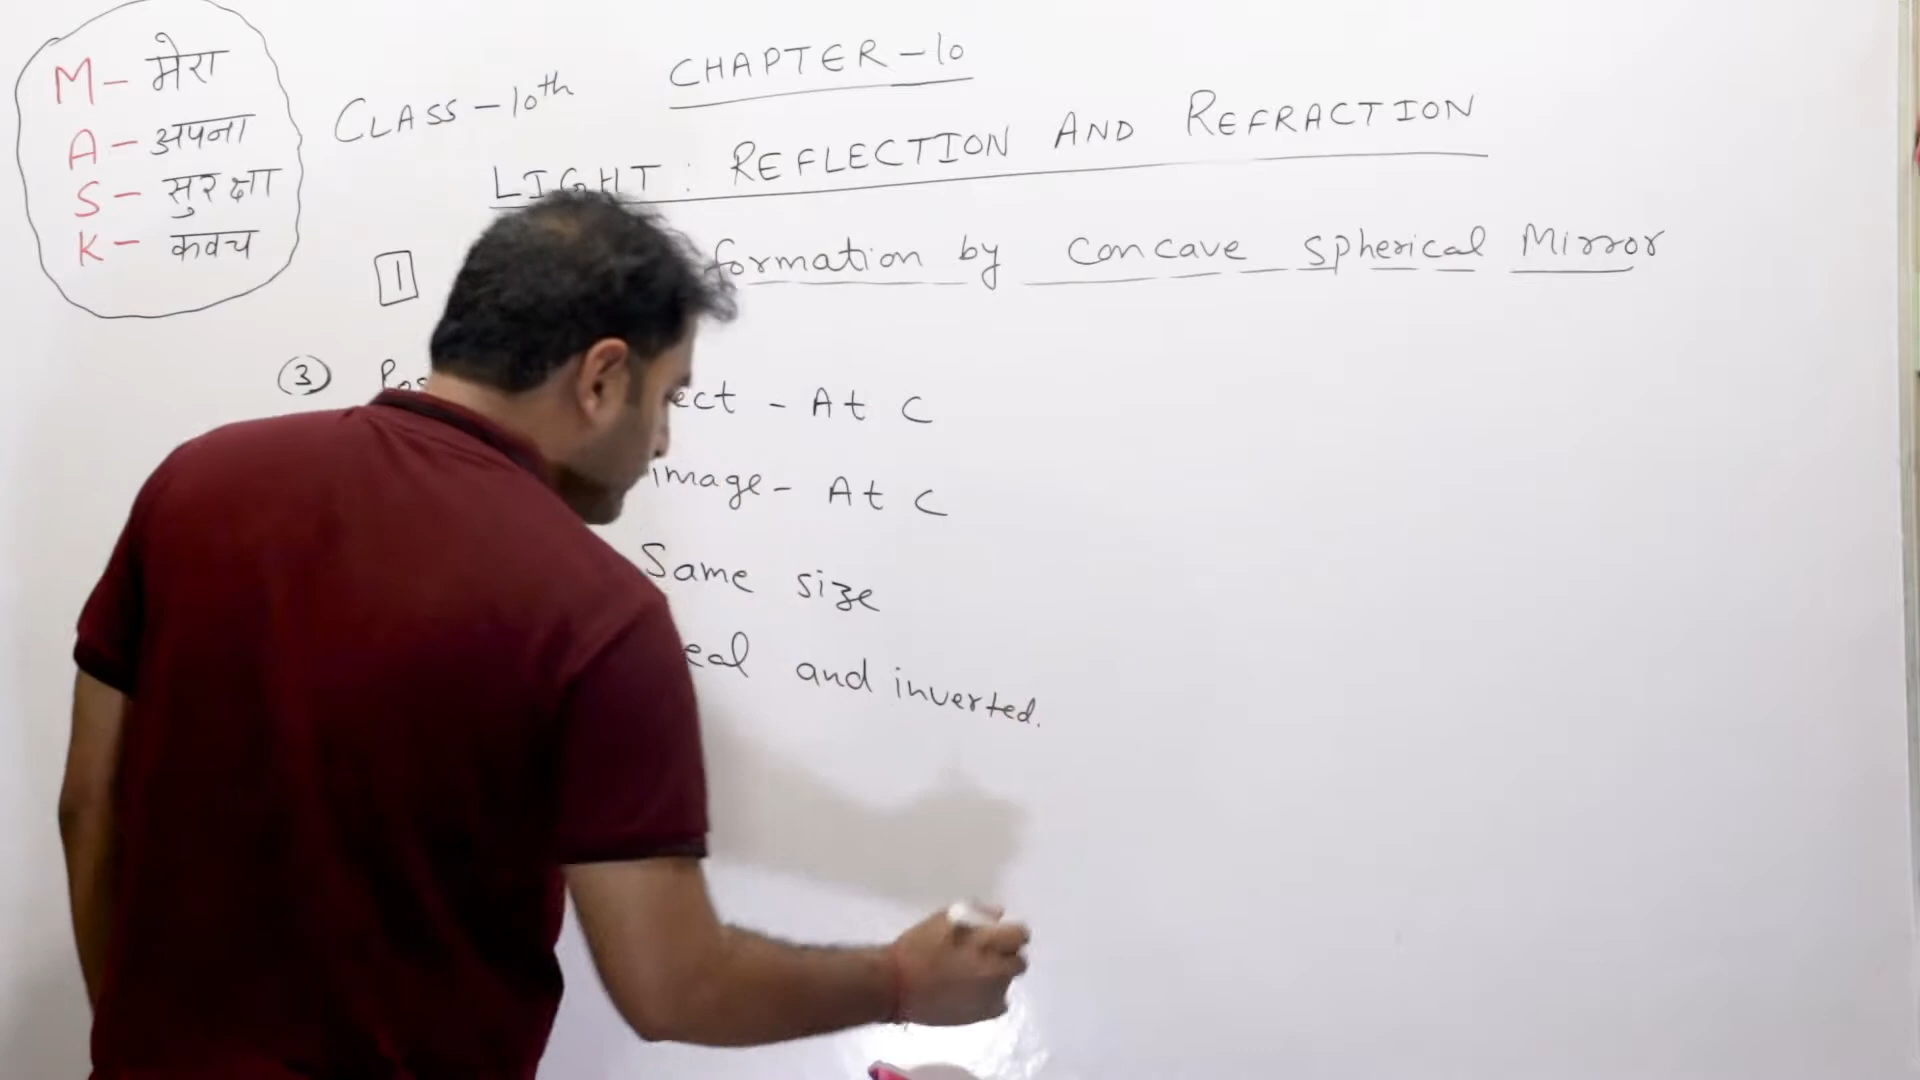 M - मेरा
A - अपना
S - सुरक्षा
K - कवच
CHAPTER - 10
CLASS - 10th
LIGHT : REFLECTION AND REFRACTION
1 formation by Concave Spherical Mirror
3 - At C
image - At C
Same size
and inverted.